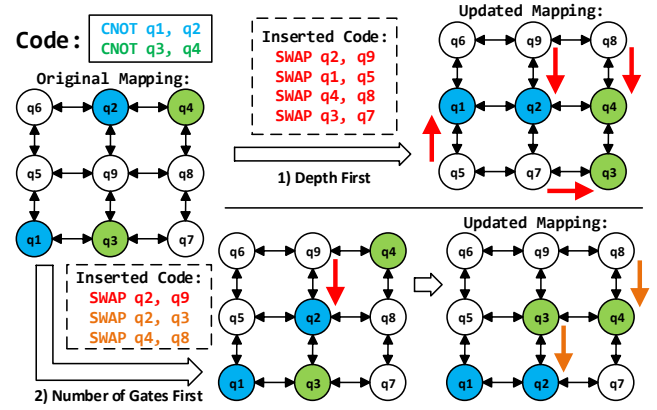 Code:
CNOT q1, q2
CNOT q3, q4
Original Mapping:
q6
q2
q4
q5
q9
q8
q1
q3
q7
Inserted Code:
SWAP q2, q9
SWAP q1, q5
SWAP q4, q8
SWAP q3, q7
1) Depth First
Updated Mapping:
q6
q9
q8
q1
q2
q4
q5
q7
q3
Inserted Code:
SWAP q2, q9
SWAP q2, q3
SWAP q4, q8
2) Number of Gates First
q6
q9
q4
q5
q2
q8
q1
q3
q7
Updated Mapping:
q6
q9
q8
q5
q3
q4
q1
q2
q7